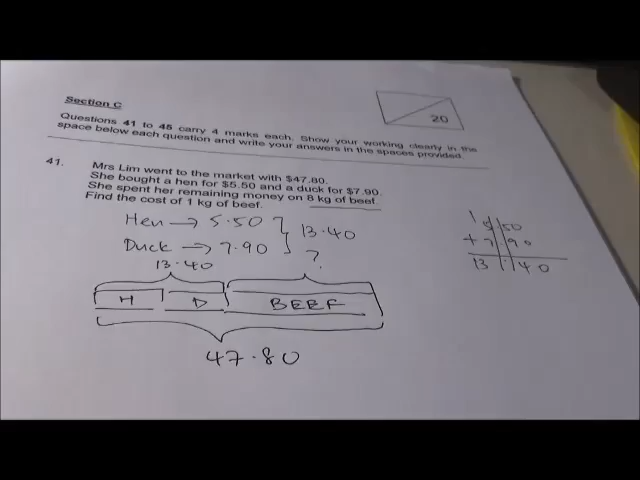 Section C
20
Questions 41 to 45 carry 4 marks each. Show your working clearly in the
space below each question and write your answers in the spaces provided.
41.
Mrs Lim went to the market with $47.80.
She bought a hen for $5.50 and a duck for $7.90.
She spent her remaining money on 8 kg of beef.
Find the cost of 1 kg of beef.
Hen → 5.50
13.40
Duck → 7.90
13.40
?
H D BEEF
47.80
1
5.50
+ 7.90
13.40